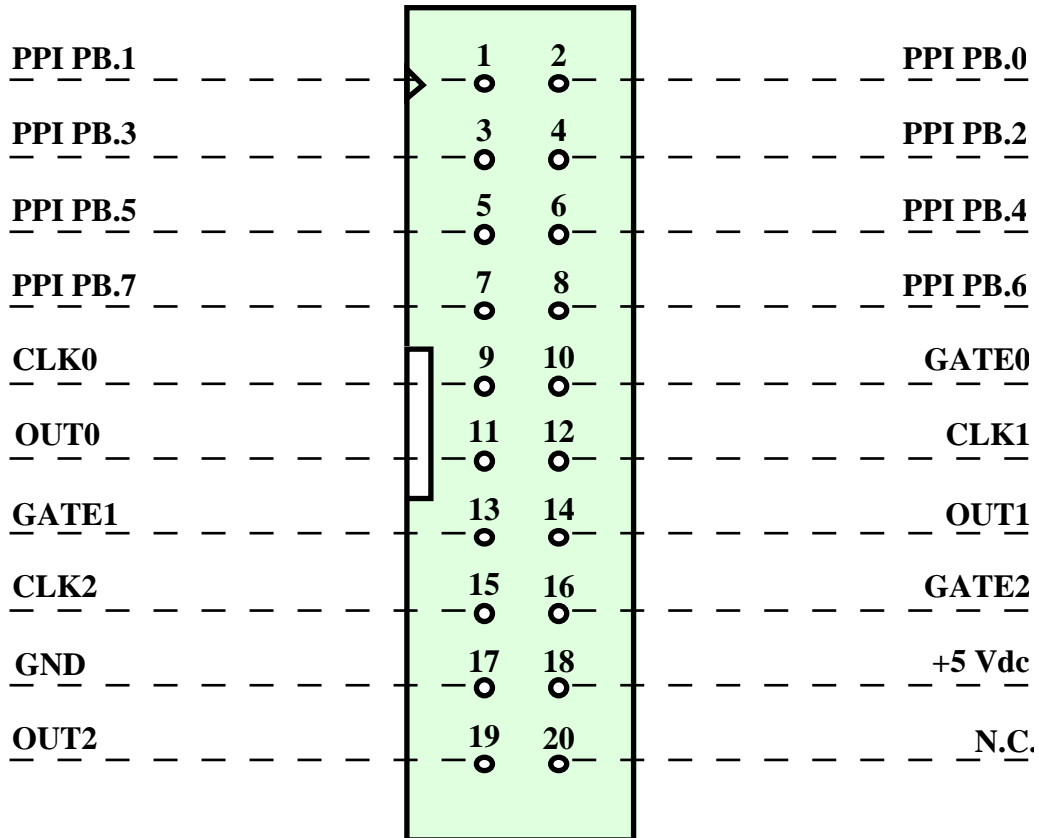 PPI PB.1 1 2 PPI PB.0
PPI PB.3 3 4 PPI PB.2
PPI PB.5 5 6 PPI PB.4
PPI PB.7 7 8 PPI PB.6
CLK0 9 10 GATE0
OUT0 11 12 CLK1
GATE1 13 14 OUT1
CLK2 15 16 GATE2
GND 17 18 +5 Vdc
OUT2 19 20 N.C.